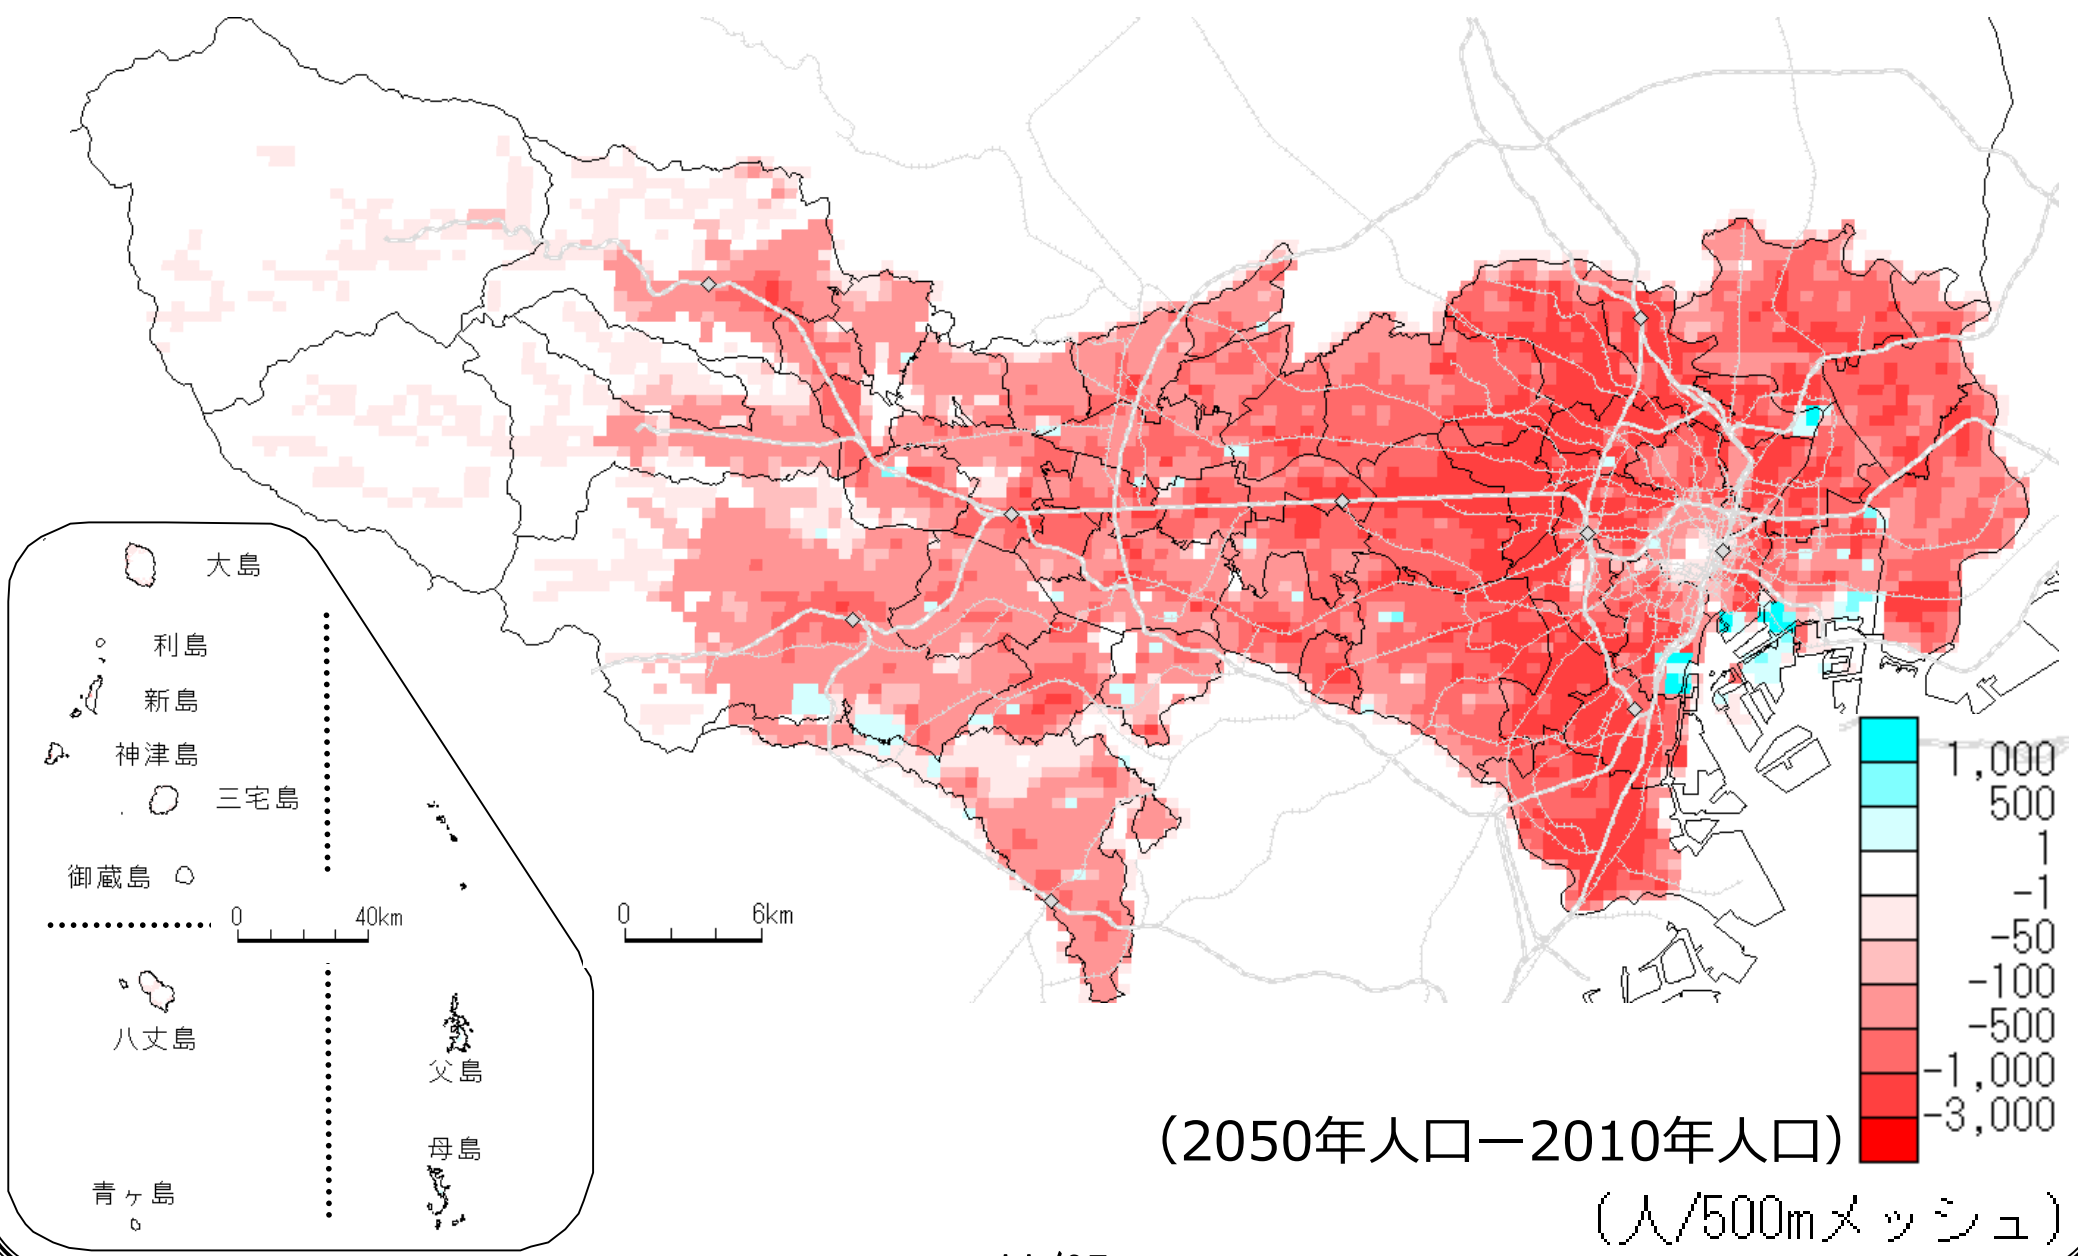 大島
利島
新島
神津島
三宅島
御蔵島
0 40km
0 6km
八丈島
父島
母島
青ヶ島
1,000
500
1
-1
-50
-100
-500
-1,000
-3,000
（2050年人口ー2010年人口）
(人/500mメッシュ)